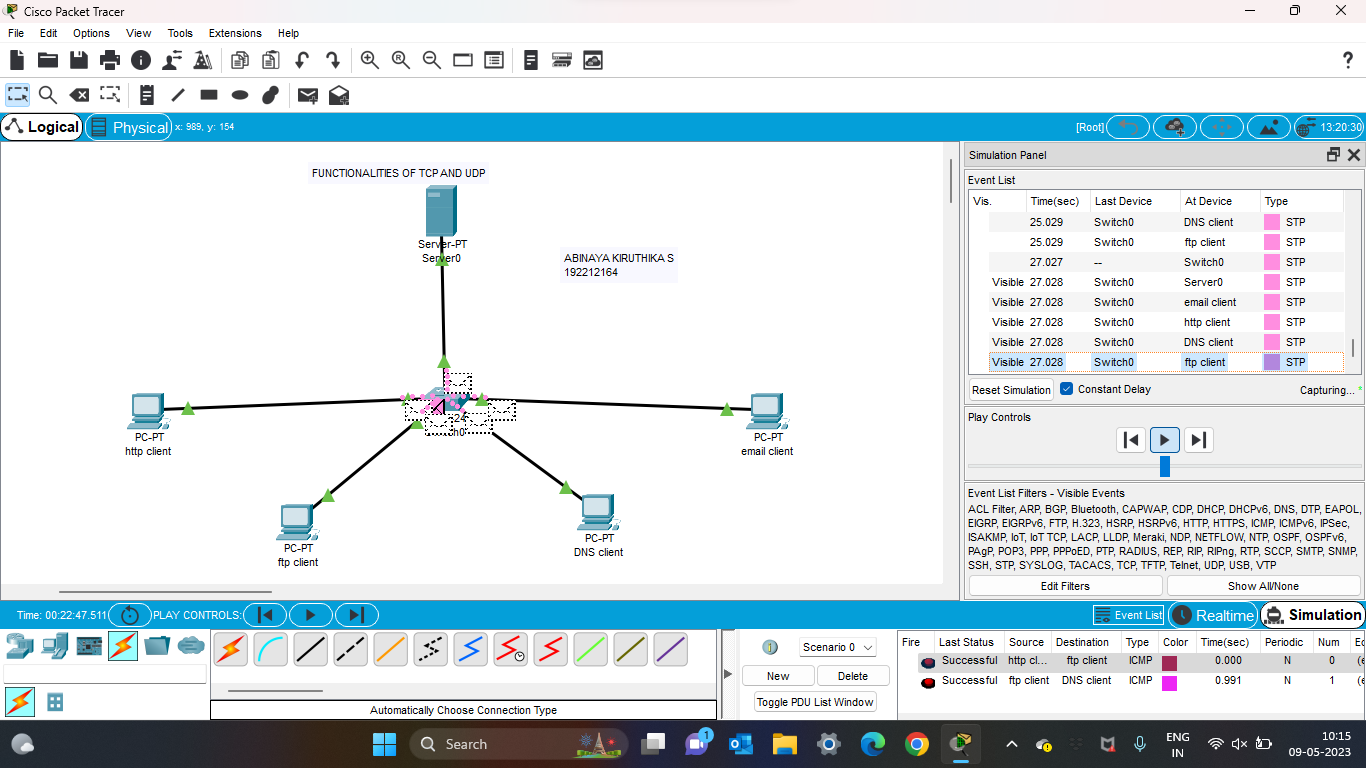 Cisco Packet Tracer
File Edit Options View Tools Extensions Help
?
Logical Physical x: 989, y: 154 [Root] 13:20:30
FUNCTIONALITIES OF TCP AND UDP
Server-PT
Server0
ABINAYA KIRUTHIKA S
192212164
24
h0
PC-PT
http client
PC-PT
email client
PC-PT
ftp client
PC-PT
DNS client
Simulation Panel
Event List
Vis. Time(sec) Last Device At Device Type
25.029 Switch0 DNS client STP
25.029 Switch0 ftp client STP
27.027 -- Switch0 STP
Visible 27.028 Switch0 Server0 STP
Visible 27.028 Switch0 email client STP
Visible 27.028 Switch0 http client STP
Visible 27.028 Switch0 DNS client STP
Visible 27.028 Switch0 ftp client STP
Reset Simulation Constant Delay Capturing... *
Play Controls
Event List Filters - Visible Events
ACL Filter, ARP, BGP, Bluetooth, CAPWAP, CDP, DHCP, DHCPv6, DNS, DTP, EAPOL,
EIGRP, EIGRPv6, FTP, H.323, HSRP, HSRPv6, HTTP, HTTPS, ICMP, ICMPv6, IPSec,
ISAKMP, IoT, IoT TCP, LACP, LLDP, Meraki, NDP, NETFLOW, NTP, OSPF, OSPFv6,
PAgP, POP3, PPP, PPPoED, PTP, RADIUS, REP, RIP, RIPng, RTP, SCCP, SMTP, SNMP,
SSH, STP, SYSLOG, TACACS, TCP, TFTP, Telnet, UDP, USB, VTP
Edit Filters Show All/None
Time: 00:22:47.511 PLAY CONTROLS: Event List Realtime Simulation
Automatically Choose Connection Type
Scenario 0
New Delete
Toggle PDU List Window
Fire Last Status Source Destination Type Color Time(sec) Periodic Num Ec
Successful http cl... ftp client ICMP 0.000 N 0 (e
Successful ftp client DNS client ICMP 0.991 N 1 (e
Search
1
ENG
IN
10:15
09-05-2023